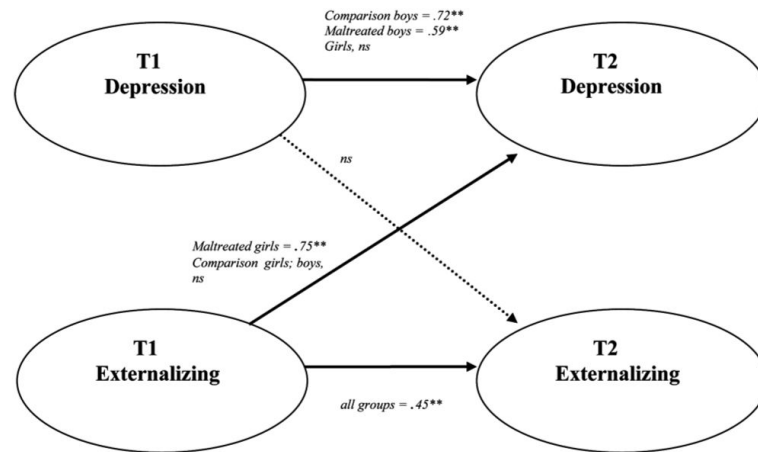 Comparison boys = .72**
Maltreated boys = .59**
Girls, ns
T1
Depression
T2
Depression
ns
Maltreated girls = .75**
Comparison girls; boys,
ns
T1
Externalizing
T2
Externalizing
all groups = .45**